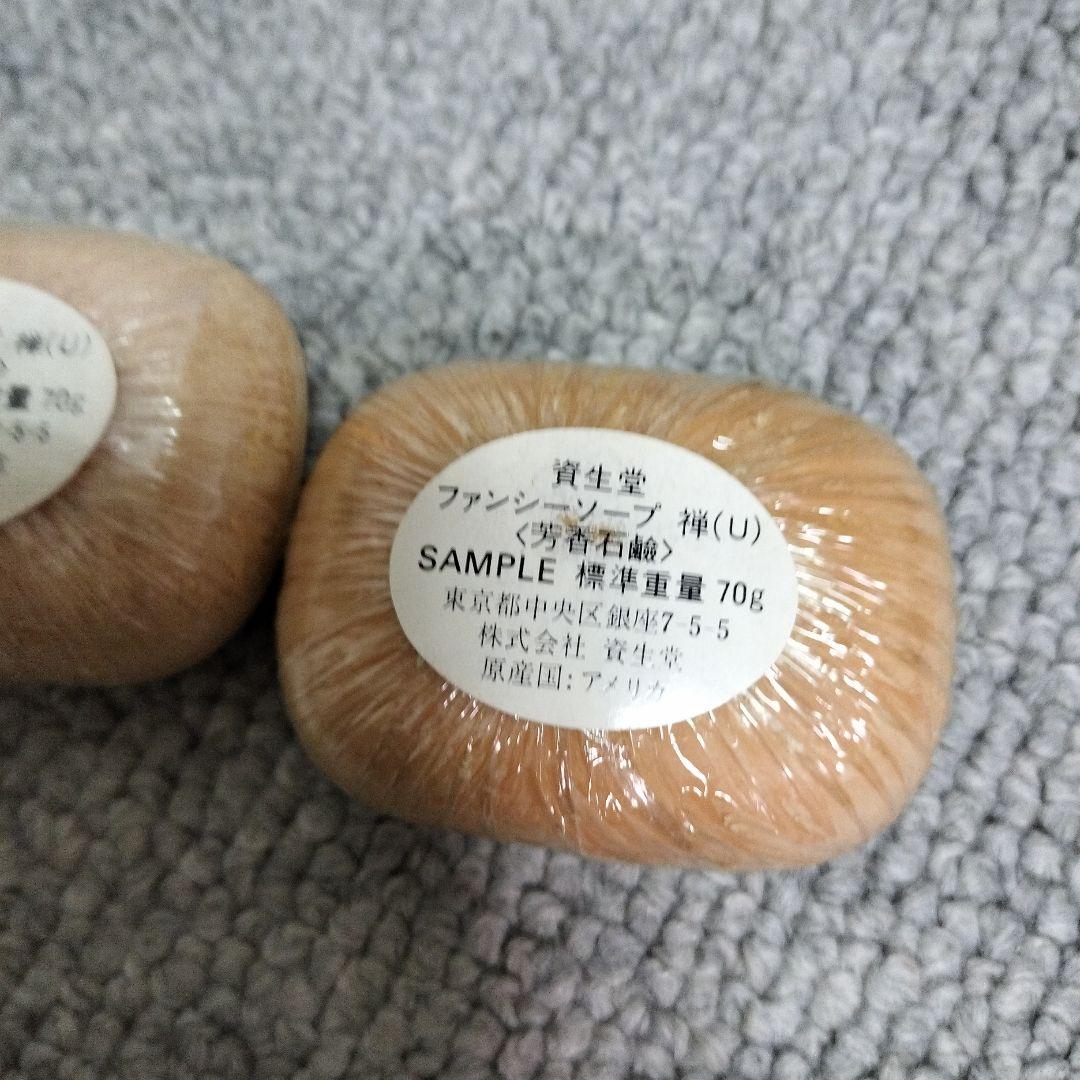 禅(U)
量 70g
-5-5
資生堂
ファンシーソープ 禅(U)
〈芳香石鹸〉
SAMPLE 標準重量 70g
東京都中央区銀座7-5-5
株式会社 資生堂
原産国：アメリカ